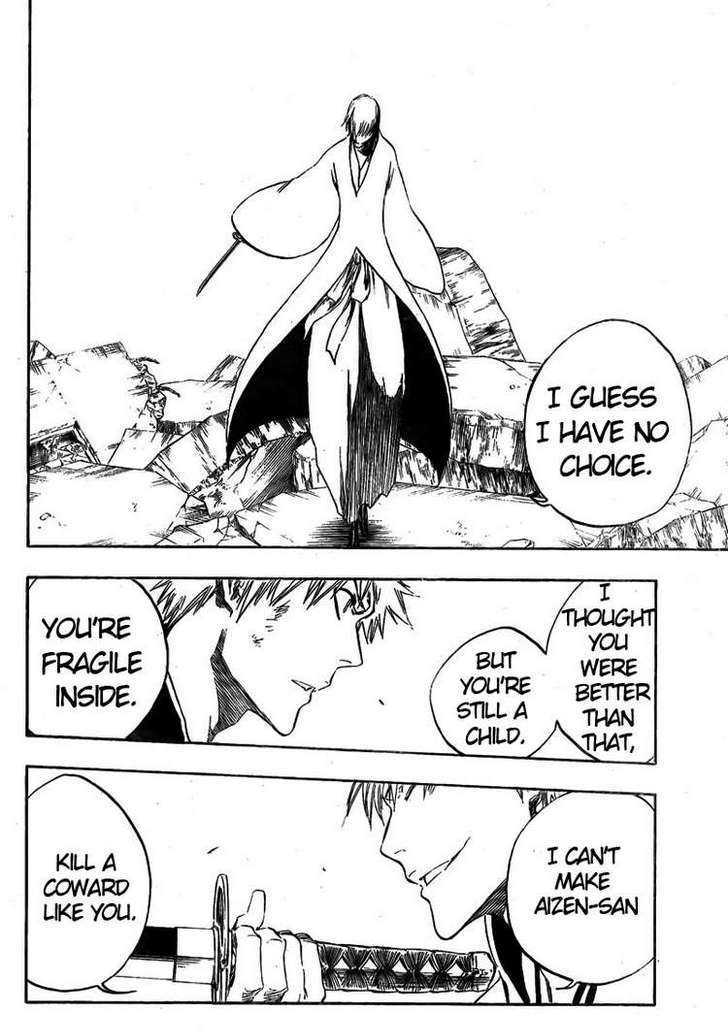 I GUESS
I HAVE NO
CHOICE.
I
THOUGHT
YOU
WERE
BETTER
THAN
THAT,
BUT
YOU'RE
STILL A
CHILD.
YOU'RE
FRAGILE
INSIDE.
I CAN'T
MAKE
AIZEN-SAN
KILL A
COWARD
LIKE YOU.